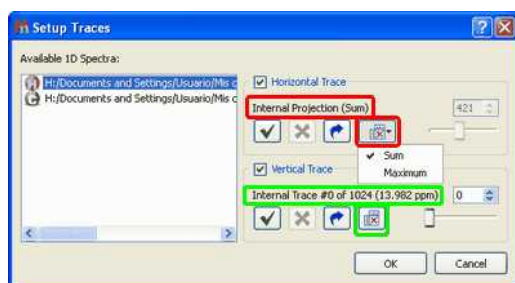 Setup Traces
Available 1D Spectra:
H:/Documents and Settings/Usuario/Mis c
H:/Documents and Settings/Usuario/Mis c
Horizontal Trace
Internal Projection (Sum)
421
Sum
Maximum
Vertical Trace
Internal Trace #0 of 1024 (13.982 ppm)
0
OK
Cancel